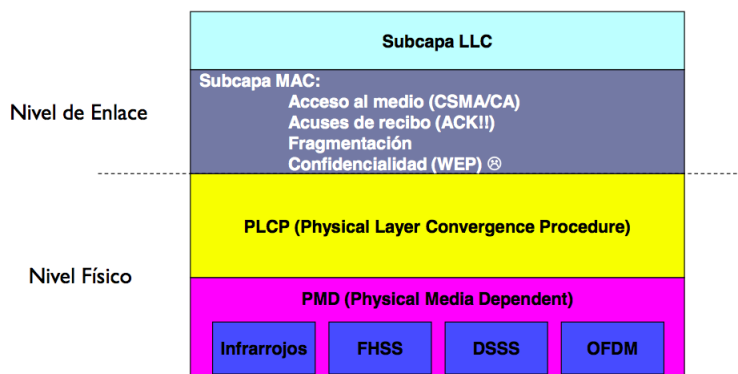 Subcapa LLC
Nivel de Enlace
Subcapa MAC:
Acceso al medio (CSMA/CA)
Acuses de recibo (ACK!!)
Fragmentación
Confidencialidad (WEP) ☹
Nivel Físico
PLCP (Physical Layer Convergence Procedure)
PMD (Physical Media Dependent)
Infrarrojos FHSS DSSS OFDM